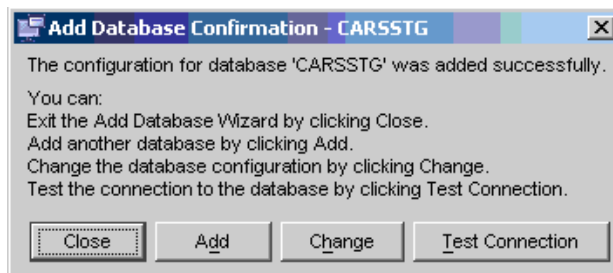 Add Database Confirmation - CARSSTG
The configuration for database 'CARSSTG' was added successfully.
You can:
Exit the Add Database Wizard by clicking Close.
Add another database by clicking Add.
Change the database configuration by clicking Change.
Test the connection to the database by clicking Test Connection.
Close Add Change Test Connection